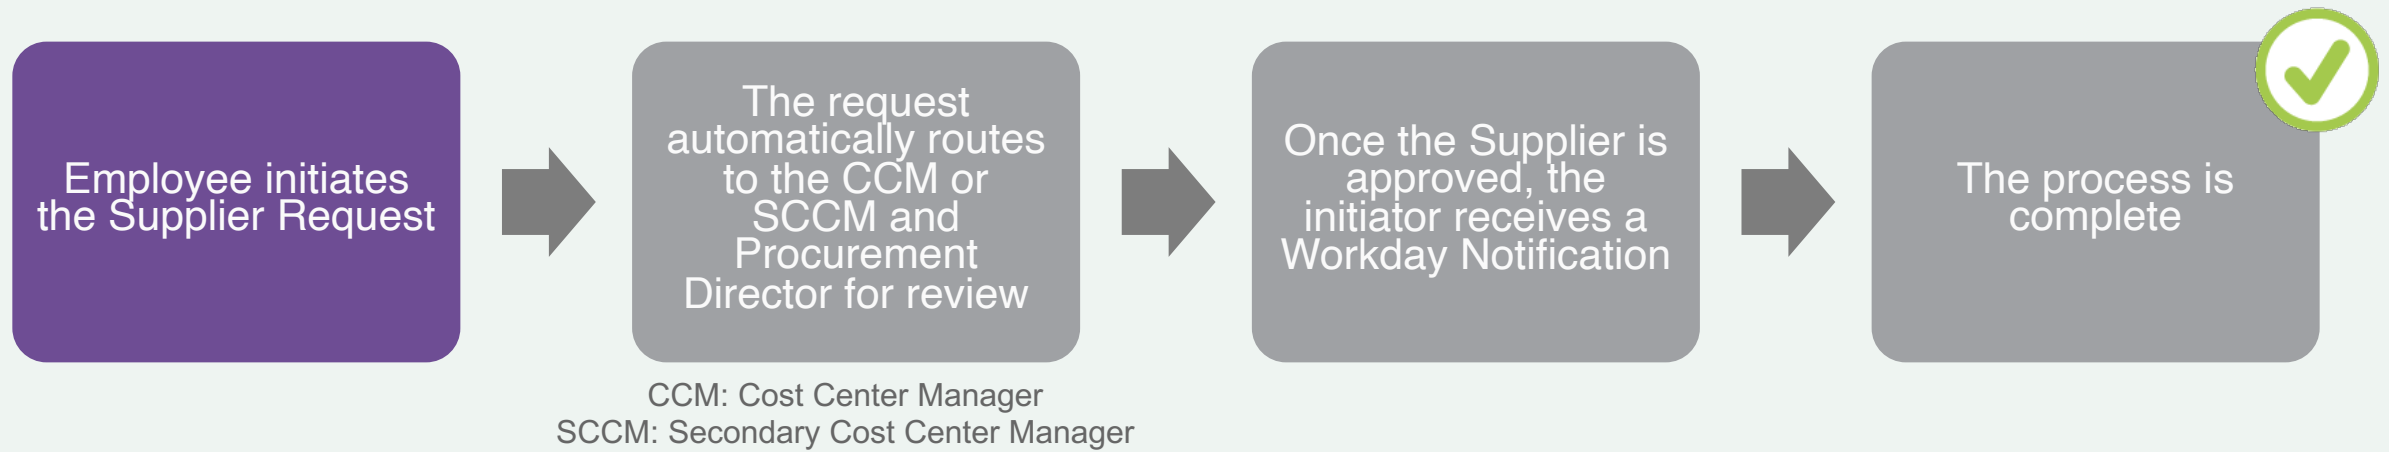 Employee initiates
the Supplier Request
The request
automatically routes
to the CCM or
SCCM and
Procurement
Director for review
CCM: Cost Center Manager
SCCM: Secondary Cost Center Manager
Once the Supplier is
approved, the
initiator receives a
Workday Notification
The process is
complete